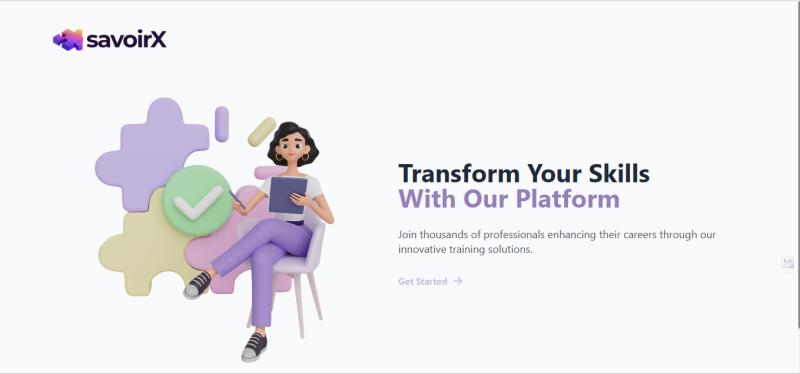 savoirX
Transform Your Skills
With Our Platform
Join thousands of professionals enhancing their careers through our
innovative training solutions.
Get Started